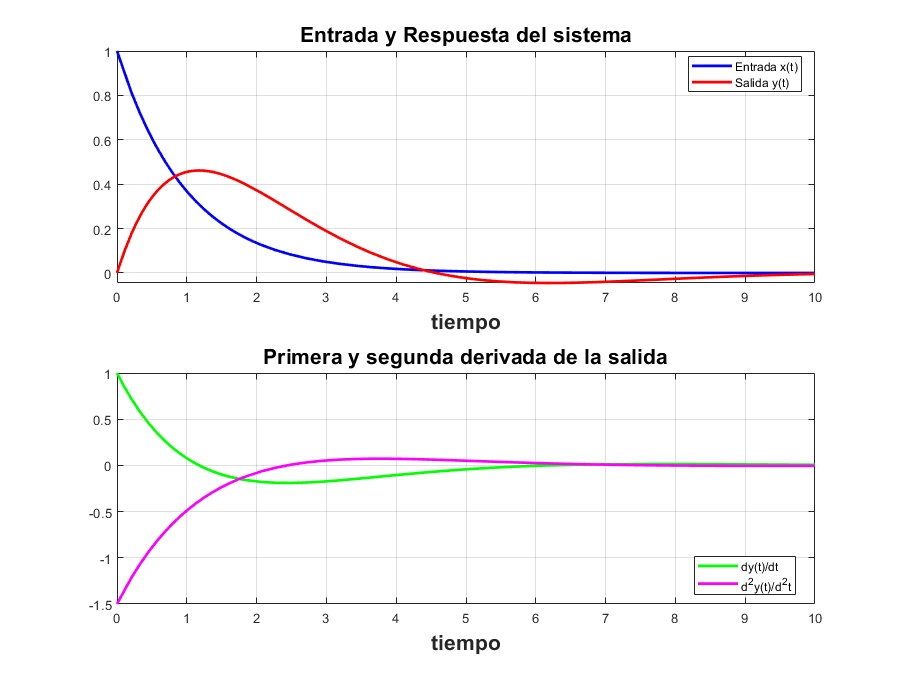 Entrada y Respuesta del sistema
1
0.8
0.6
0.4
0.2
0
Entrada x(t)
Salida y(t)
0 1 2 3 4 5 6 7 8 9 10
tiempo
Primera y segunda derivada de la salida
1
0.5
0
-0.5
-1
-1.5
dy(t)/dt
d²y(t)/d²t
0 1 2 3 4 5 6 7 8 9 10
tiempo